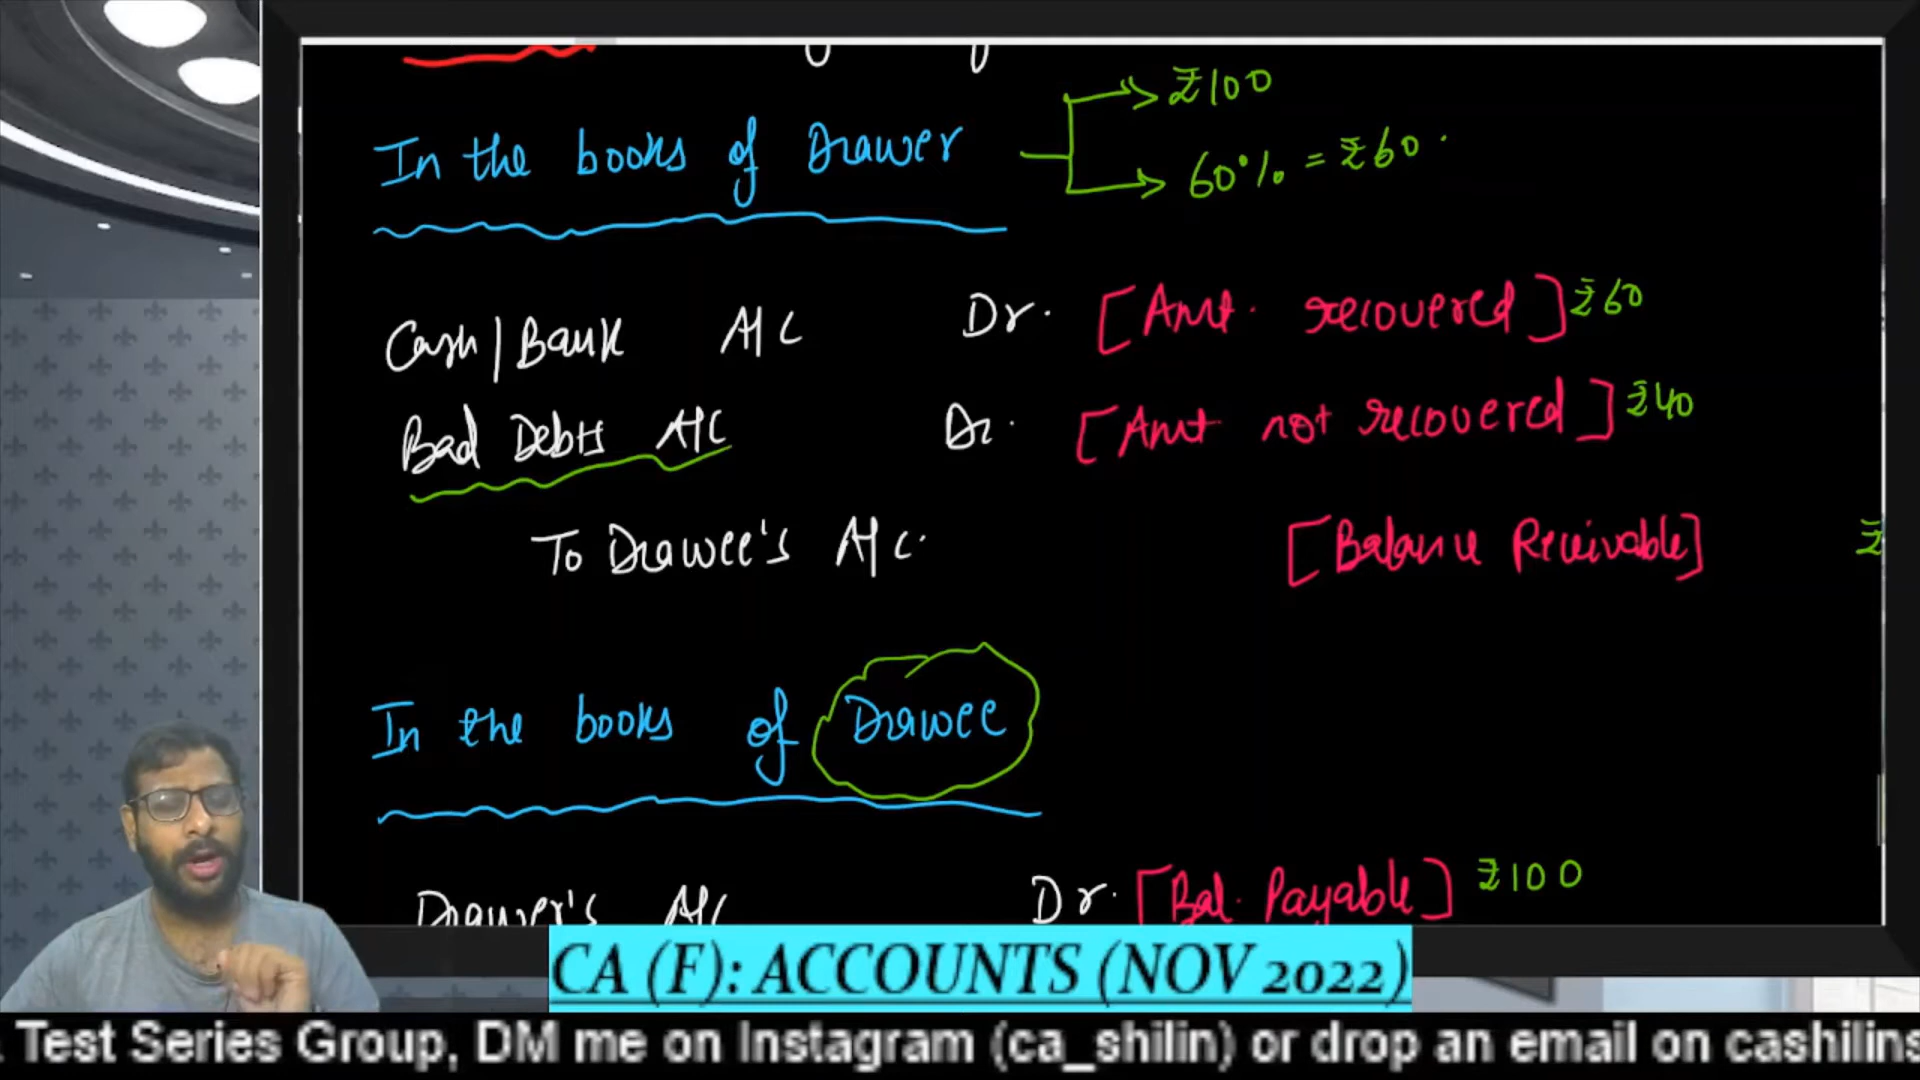 ₹100
In the books of Drawer
60% = ₹60
Cash/Bank A/c Dr. [Amt. recovered] ₹60
Bad Debts A/c Dr. [Amt not recovered] ₹40
To Drawee's A/c. [Balance Receivable] ₹
In the books of Drawee
Drawer's A/c Dr. [Bal. Payable] ₹100
CA (F): ACCOUNTS (NOV 2022)
Test Series Group, DM me on Instagram (ca_shilin) or drop an email on cashilins